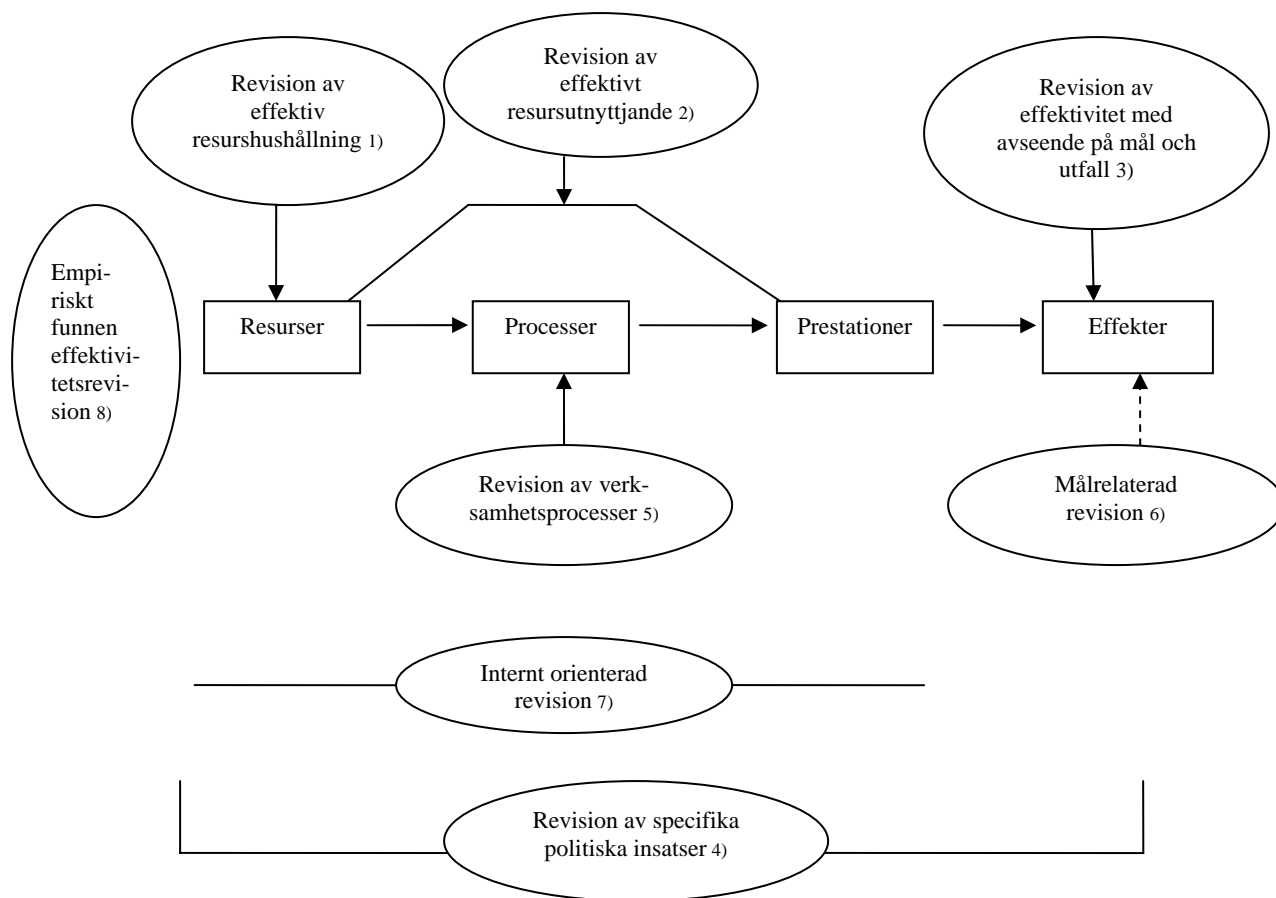 Revision av
effektiv
resurshushållning 1)
Revision av
effektivt
resursutnyttjande 2)
Revision av
effektivitet med
avseende på mål och
utfall 3)
Empi-
riskt
funnen
effektivi-
tetsrevi-
sion 8)
Resurser
Processer
Prestationer
Effekter
Revision av verk-
samhetsprocesser 5)
Målrelaterad
revision 6)
Internt orienterad
revision 7)
Revision av specifika
politiska insatser 4)